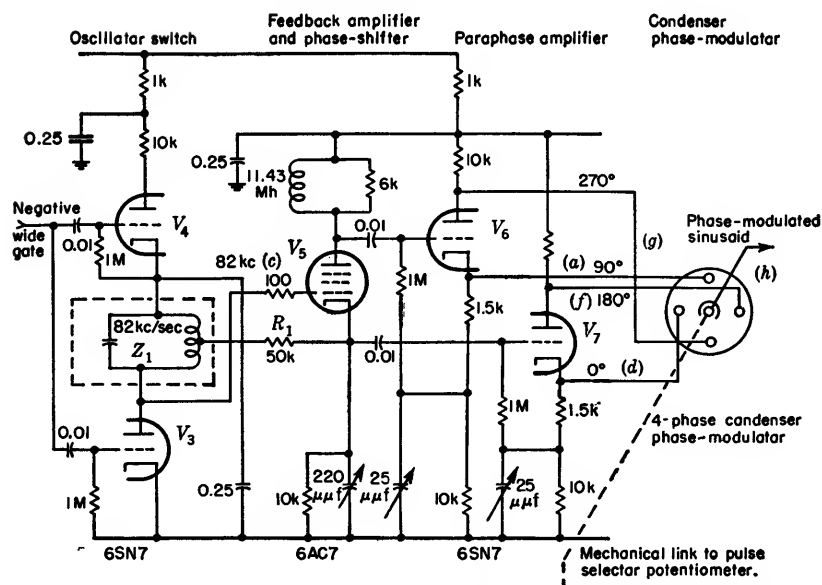 Oscillator switch
Feedback amplifier
and phase-shifter
Paraphase amplifier
Condenser
phase-modulator
1k
1k
0.25
10k
0.25
11.43
Mh
6k
10k
270°
Negative
wide
gate
0.01
V4
1M
82kc (c)
100
V5
0.01
V6
1M
(a) 90°
(g)
Phase-modulated
sinusoid
(h)
(f) 180°
82kc/sec
Z1
R1
50k
0.01
1.5k
V7
0° (d)
0.01
V3
1M
1M
1.5k
4-phase condenser
phase-modulator
0.25
10k
220
μμf
25
μμf
10k
25
μμf
10k
6SN7
6AC7
6SN7
Mechanical link to pulse
selector potentiometer.